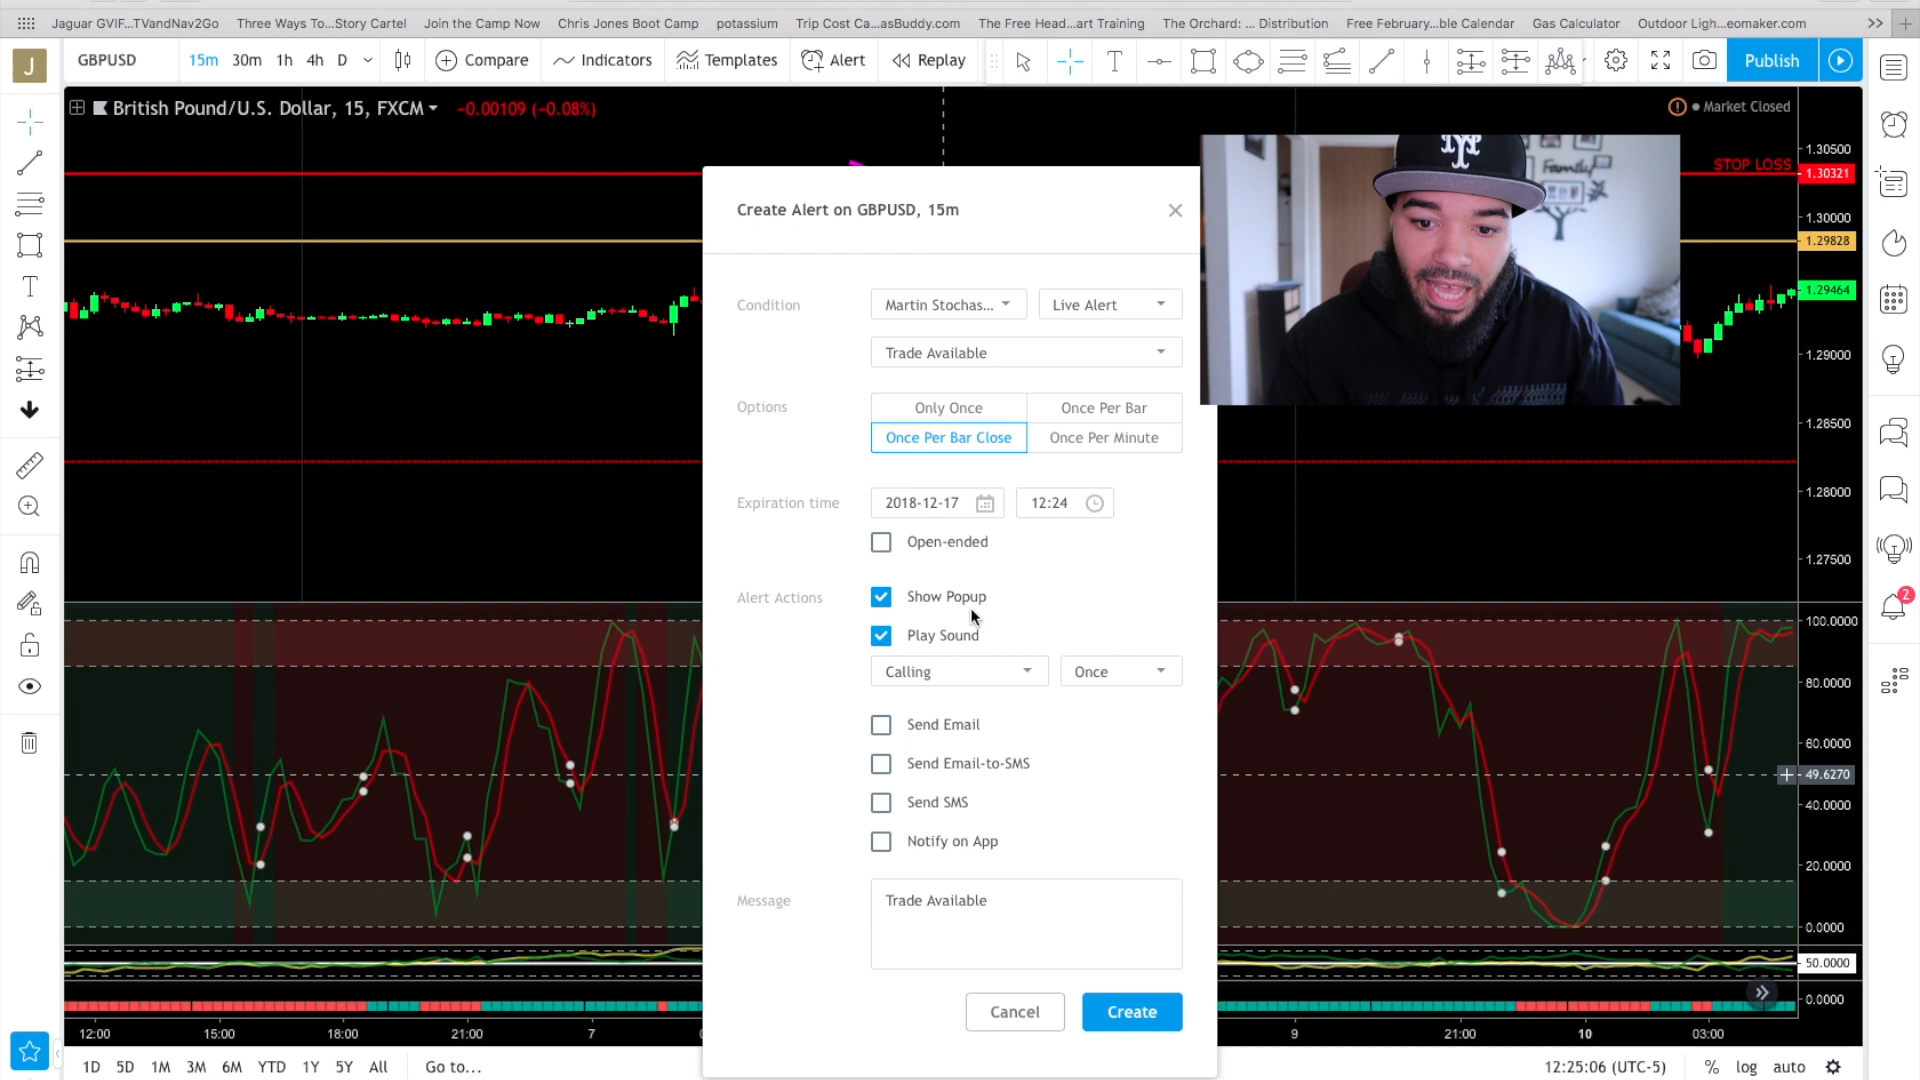 Jaguar GVIF...TVandNav2Go Three Ways To...Story Cartel Join the Camp Now Chris Jones Boot Camp potassium Trip Cost Ca...asBuddy.com The Free Head...art Training The Orchard: ... Distribution Free February...ble Calendar Gas Calculator Outdoor Ligh...eomaker.com
J GBPUSD 15m 30m 1h 4h D Compare Indicators Templates Alert Replay T Publish
British Pound/U.S. Dollar, 15, FXCM -0.00109 (-0.08%) Market Closed
1.30500
STOP LOSS 1.30321
Create Alert on GBPUSD, 15m
1.30000
1.29828
1.29464
Condition Martin Stochas... Live Alert
Trade Available
1.29000
Options Only Once Once Per Bar
Once Per Bar Close Once Per Minute
1.28500
1.28000
Expiration time 2018-12-17 12:24
Open-ended
1.27500
Alert Actions Show Popup
2
Play Sound
100.0000
Calling Once
80.0000
Send Email
60.0000
Send Email-to-SMS
49.6270
Send SMS
40.0000
Notify on App
20.0000
Message Trade Available
0.0000
50.0000
0.0000
Cancel Create
12:00 15:00 18:00 21:00 7 9 21:00 10 03:00
1D 5D 1M 3M 6M YTD 1Y 5Y All Go to... 12:25:06 (UTC-5) % log auto
Family